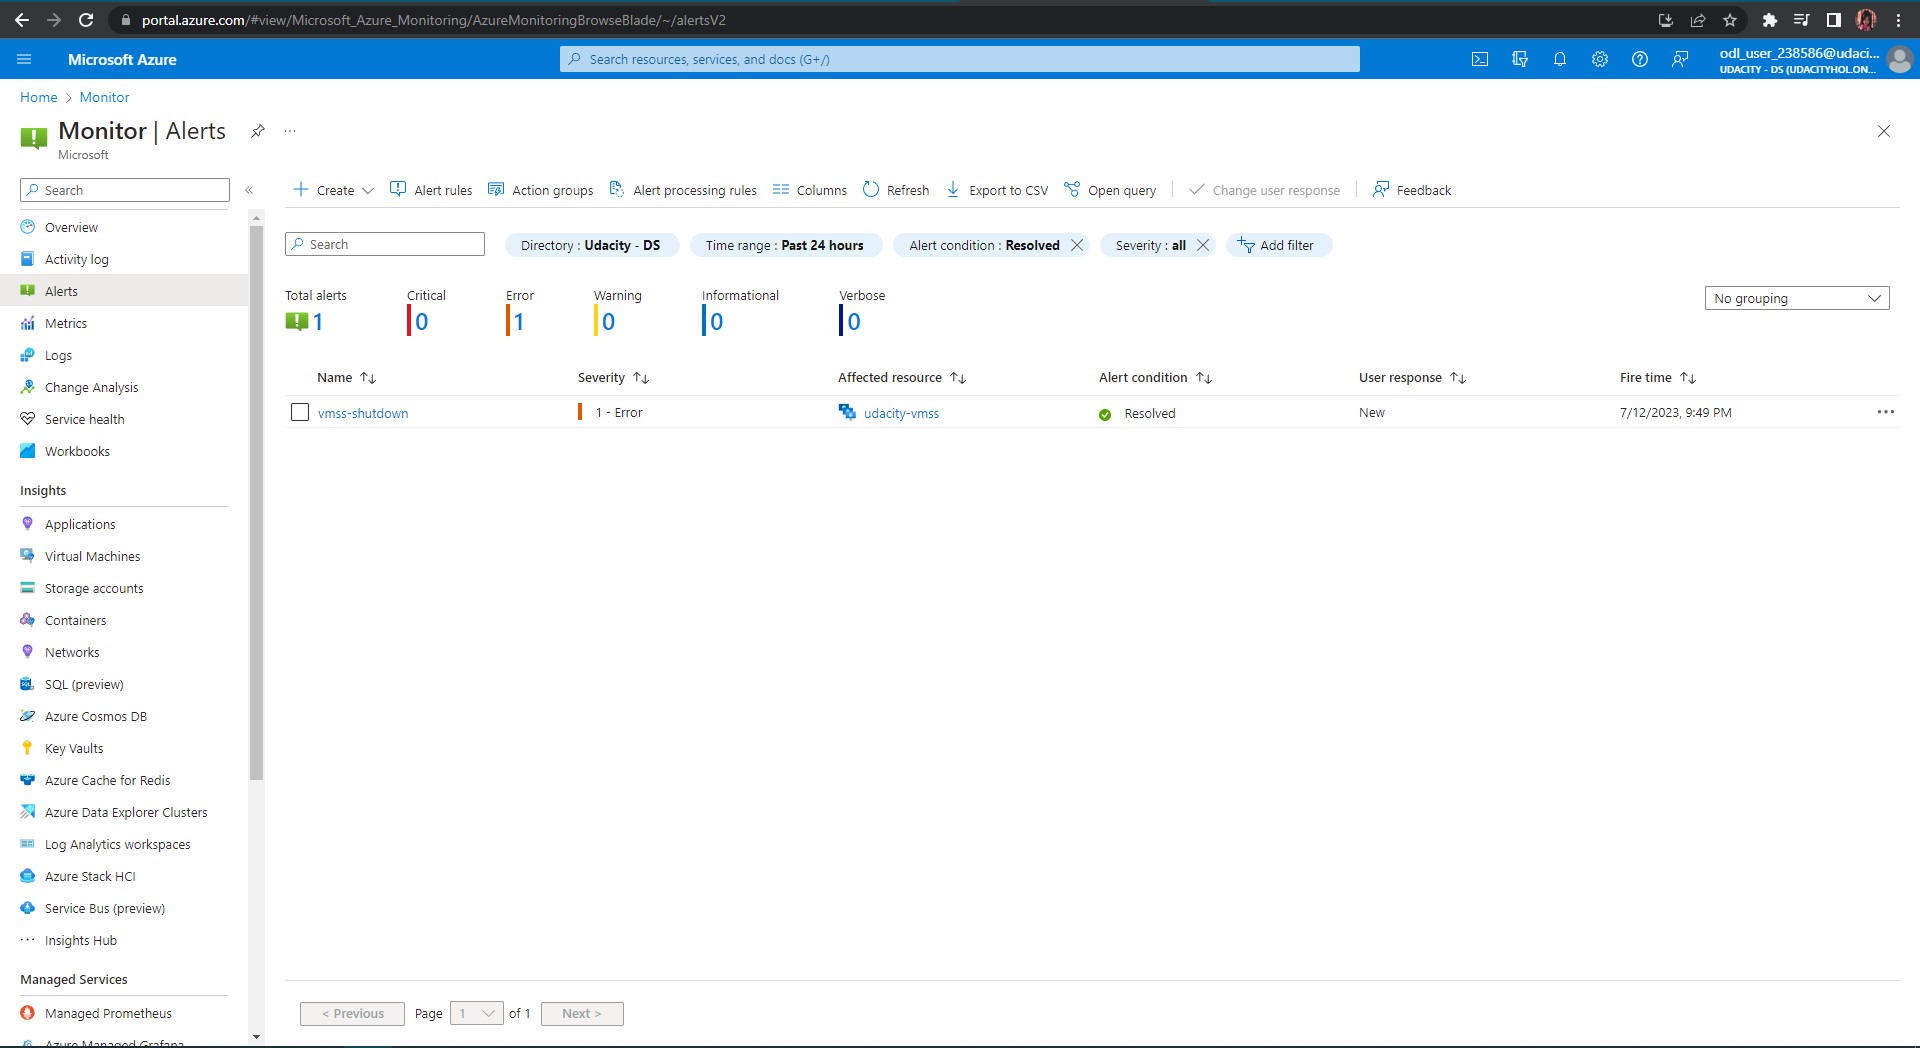 portal.azure.com/#view/Microsoft_Azure_Monitoring/AzureMonitoringBrowseBlade/~/alertsV2
Microsoft Azure
Search resources, services, and docs (G+/)
odl_user_238586@udaci...
UDACITY - DS (UDACITYHOL.ON...
Home > Monitor
Monitor | Alerts
Microsoft
Search
Overview
Activity log
Alerts
Metrics
Logs
Change Analysis
Service health
Workbooks
Insights
Applications
Virtual Machines
Storage accounts
Containers
Networks
SQL (preview)
Azure Cosmos DB
Key Vaults
Azure Cache for Redis
Azure Data Explorer Clusters
Log Analytics workspaces
Azure Stack HCI
Service Bus (preview)
Insights Hub
Managed Services
Managed Prometheus
Azure Managed Grafana
Create Alert rules Action groups Alert processing rules Columns Refresh Export to CSV Open query Change user response Feedback
Search Directory : Udacity - DS Time range : Past 24 hours Alert condition : Resolved Severity : all Add filter
Total alerts Critical Error Warning Informational Verbose
1 0 1 0 0 0
No grouping
Name Severity Affected resource Alert condition User response Fire time
vmss-shutdown 1 - Error udacity-vmss Resolved New 7/12/2023, 9:49 PM
< Previous Page 1 of 1 Next >